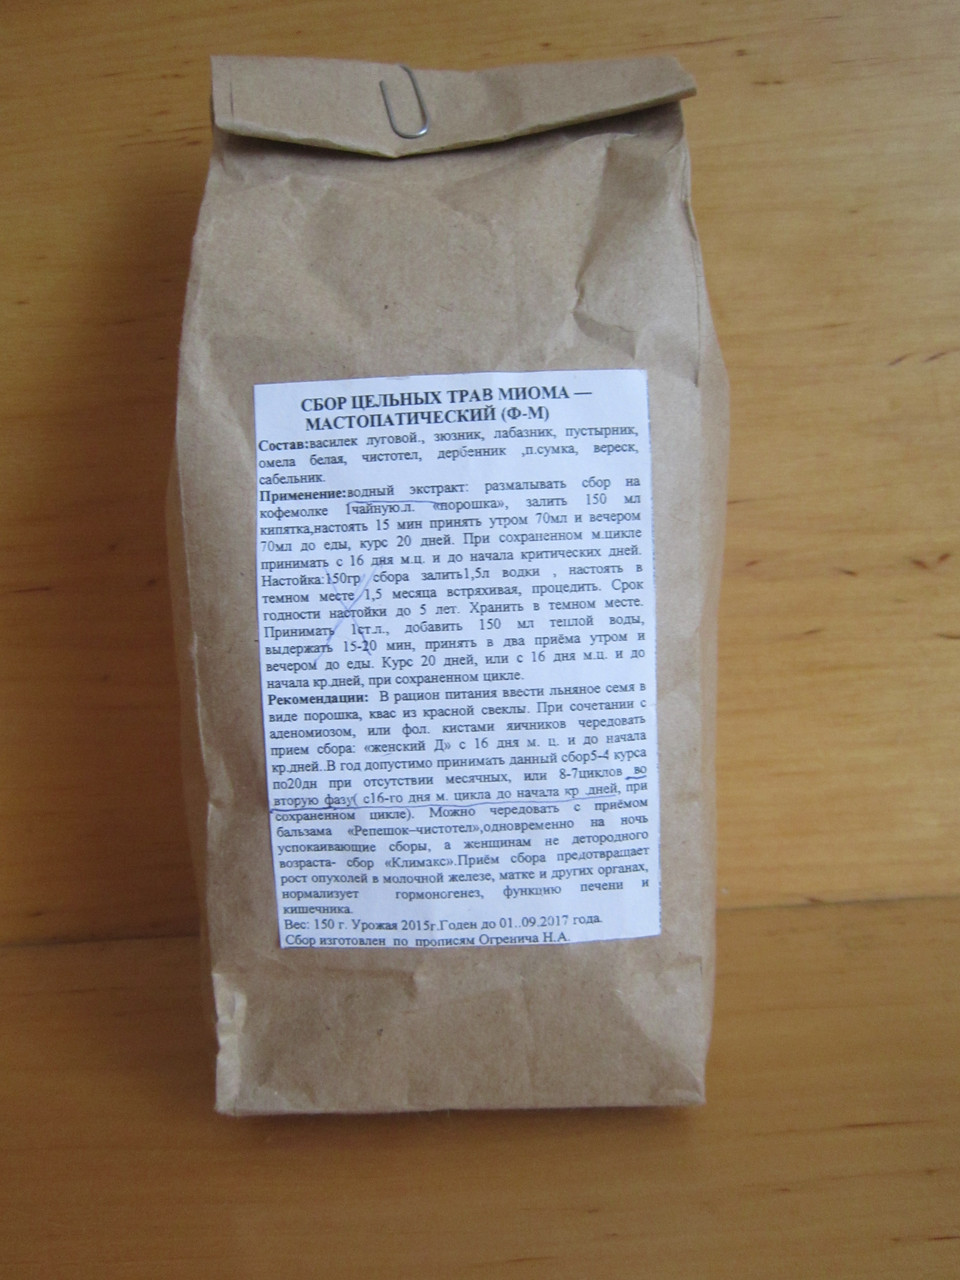 СБОР ЦЕЛЬНЫХ ТРАВ МИОМА —
МАСТОПАТИЧЕСКИЙ (Ф-М)
Состав:василек луговой., зюзник, лабазник, пустырник,
омела белая, чистотел, дербенник ,п.сумка, вереск,
сабельник.
Применение:водный экстракт: размалывать сбор на
кофемолке 1чайную.л. «порошка», залить 150 мл
кипятка,настоять 15 мин принять утром 70мл и вечером
70мл до еды, курс 20 дней. При сохраненном м.цикле
принимать с 16 дня м.ц. и до начала критических дней.
Настойка:150гр сбора залить1,5л водки , настоять в
темном месте 1,5 месяца встряхивая, процедить. Срок
годности настойки до 5 лет. Хранить в темном месте.
Принимать 1ст.л., добавить 150 мл теплой воды,
выдержать 15-20 мин, принять в два приёма утром и
вечером до еды. Курс 20 дней, или с 16 дня м.ц. и до
начала кр.дней, при сохраненном цикле.
Рекомендации: В рацион питания ввести льняное семя в
виде порошка, квас из красной свеклы. При сочетании с
аденомиозом, или фол. кистами яичников чередовать
прием сбора: «женский Д» с 16 дня м. ц. и до начала
кр.дней..В год допустимо принимать данный сбор5-4 курса
по20дн при отсутствии месячных, или 8-7циклов во
вторую фазу( с16-го дня м. цикла до начала кр .дней, при
сохраненном цикле). Можно чередовать с приёмом
бальзама «Репешок–чистотел»,одновременно на ночь
успокаивающие сборы, а женщинам не детородного
возраста- сбор «Климакс».Приём сбора предотвращает
рост опухолей в молочной железе, матке и других органах,
нормализует гормоногенез, функцию печени и
кишечника.
Вес: 150 г. Урожая 2015г.Годен до 01..09.2017 года.
Сбор изготовлен по прописям Огренича Н.А.